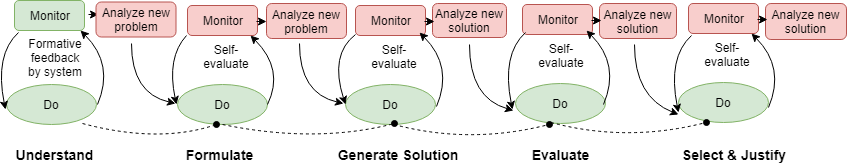 Monitor
Analyze new
problem
Formative
feedback
by system
Do
Understand
Monitor
Analyze new
problem
Self-
evaluate
Do
Formulate
Monitor
Analyze new
solution
Self-
evaluate
Do
Generate Solution
Monitor
Analyze new
solution
Self-
evaluate
Do
Evaluate
Monitor
Analyze new
solution
Self-
evaluate
Do
Select & Justify